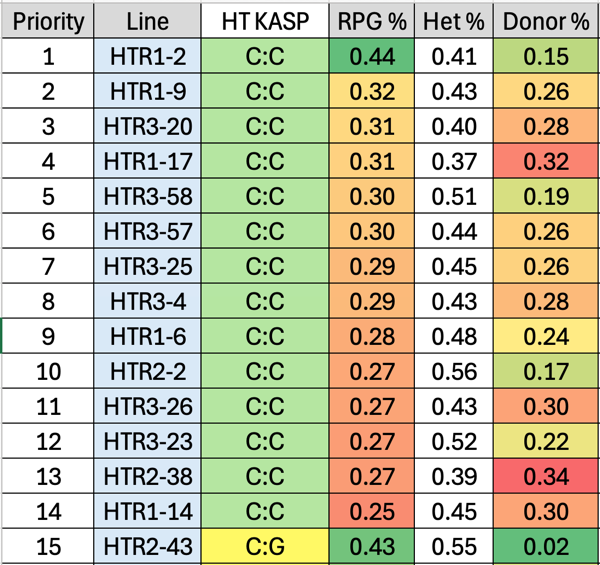 Priority Line HT KASP RPG % Het % Donor %
1 HTR1-2 C:C 0.44 0.41 0.15
2 HTR1-9 C:C 0.32 0.43 0.26
3 HTR3-20 C:C 0.31 0.40 0.28
4 HTR1-17 C:C 0.31 0.37 0.32
5 HTR3-58 C:C 0.30 0.51 0.19
6 HTR3-57 C:C 0.30 0.44 0.26
7 HTR3-25 C:C 0.29 0.45 0.26
8 HTR3-4 C:C 0.29 0.43 0.28
9 HTR1-6 C:C 0.28 0.48 0.24
10 HTR2-2 C:C 0.27 0.56 0.17
11 HTR3-26 C:C 0.27 0.43 0.30
12 HTR3-23 C:C 0.27 0.52 0.22
13 HTR2-38 C:C 0.27 0.39 0.34
14 HTR1-14 C:C 0.25 0.45 0.30
15 HTR2-43 C:G 0.43 0.55 0.02